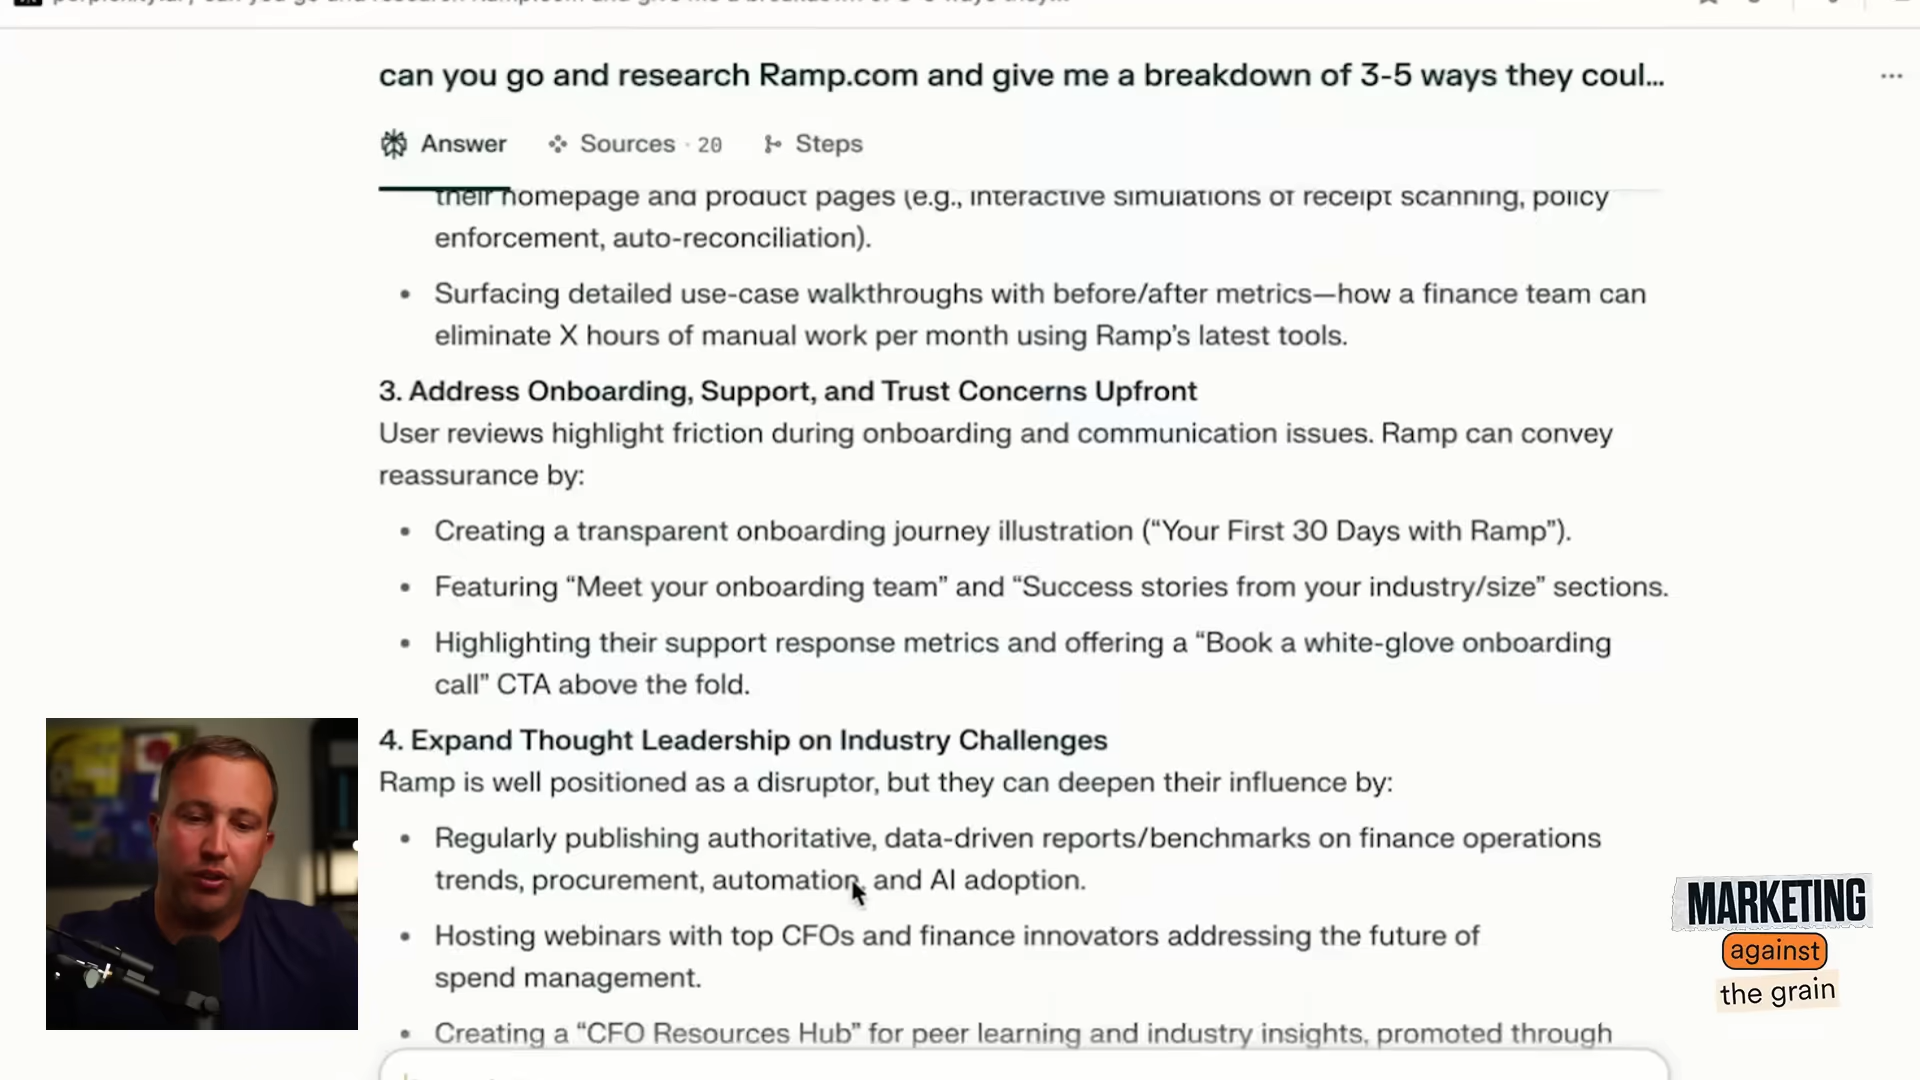 can you go and research Ramp.com and give me a breakdown of 3-5 ways they coul...
Answer
Sources · 20
Steps
their homepage and product pages (e.g., interactive simulations of receipt scanning, policy
enforcement, auto-reconciliation).
• Surfacing detailed use-case walkthroughs with before/after metrics—how a finance team can
eliminate X hours of manual work per month using Ramp’s latest tools.
3. Address Onboarding, Support, and Trust Concerns Upfront
User reviews highlight friction during onboarding and communication issues. Ramp can convey
reassurance by:
• Creating a transparent onboarding journey illustration (“Your First 30 Days with Ramp”).
• Featuring “Meet your onboarding team” and “Success stories from your industry/size” sections.
• Highlighting their support response metrics and offering a “Book a white-glove onboarding
call” CTA above the fold.
4. Expand Thought Leadership on Industry Challenges
Ramp is well positioned as a disruptor, but they can deepen their influence by:
• Regularly publishing authoritative, data-driven reports/benchmarks on finance operations
trends, procurement, automation, and AI adoption.
• Hosting webinars with top CFOs and finance innovators addressing the future of
spend management.
• Creating a “CFO Resources Hub” for peer learning and industry insights, promoted through
MARKETING
against
the grain